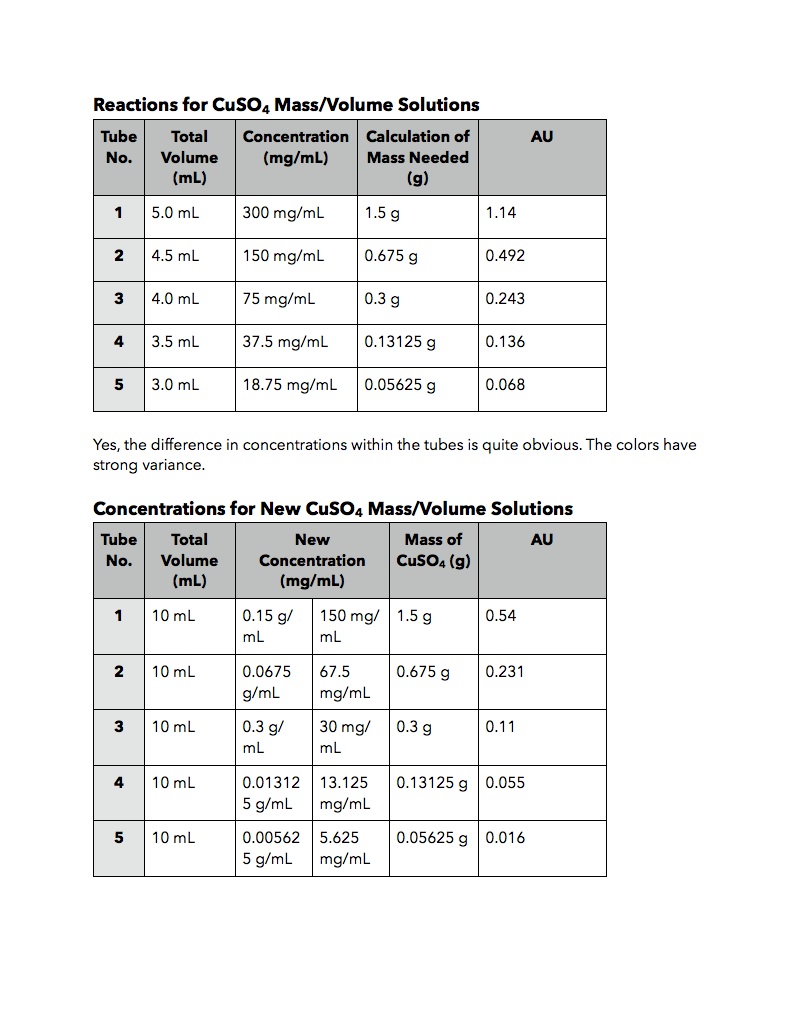 Reactions for CuSO₄ Mass/Volume Solutions
Tube No. Total Volume (mL) Concentration (mg/mL) Calculation of Mass Needed (g) AU
1 5.0 mL 300 mg/mL 1.5 g 1.14
2 4.5 mL 150 mg/mL 0.675 g 0.492
3 4.0 mL 75 mg/mL 0.3 g 0.243
4 3.5 mL 37.5 mg/mL 0.13125 g 0.136
5 3.0 mL 18.75 mg/mL 0.05625 g 0.068
Yes, the difference in concentrations within the tubes is quite obvious. The colors have
strong variance.
Concentrations for New CuSO₄ Mass/Volume Solutions
Tube No. Total Volume (mL) New Concentration (mg/mL) Mass of CuSO₄ (g) AU
1 10 mL 0.15 g/mL 150 mg/mL 1.5 g 0.54
2 10 mL 0.0675 g/mL 67.5 mg/mL 0.675 g 0.231
3 10 mL 0.3 g/mL 30 mg/mL 0.3 g 0.11
4 10 mL 0.013125 g/mL 13.125 mg/mL 0.13125 g 0.055
5 10 mL 0.005625 g/mL 5.625 mg/mL 0.05625 g 0.016